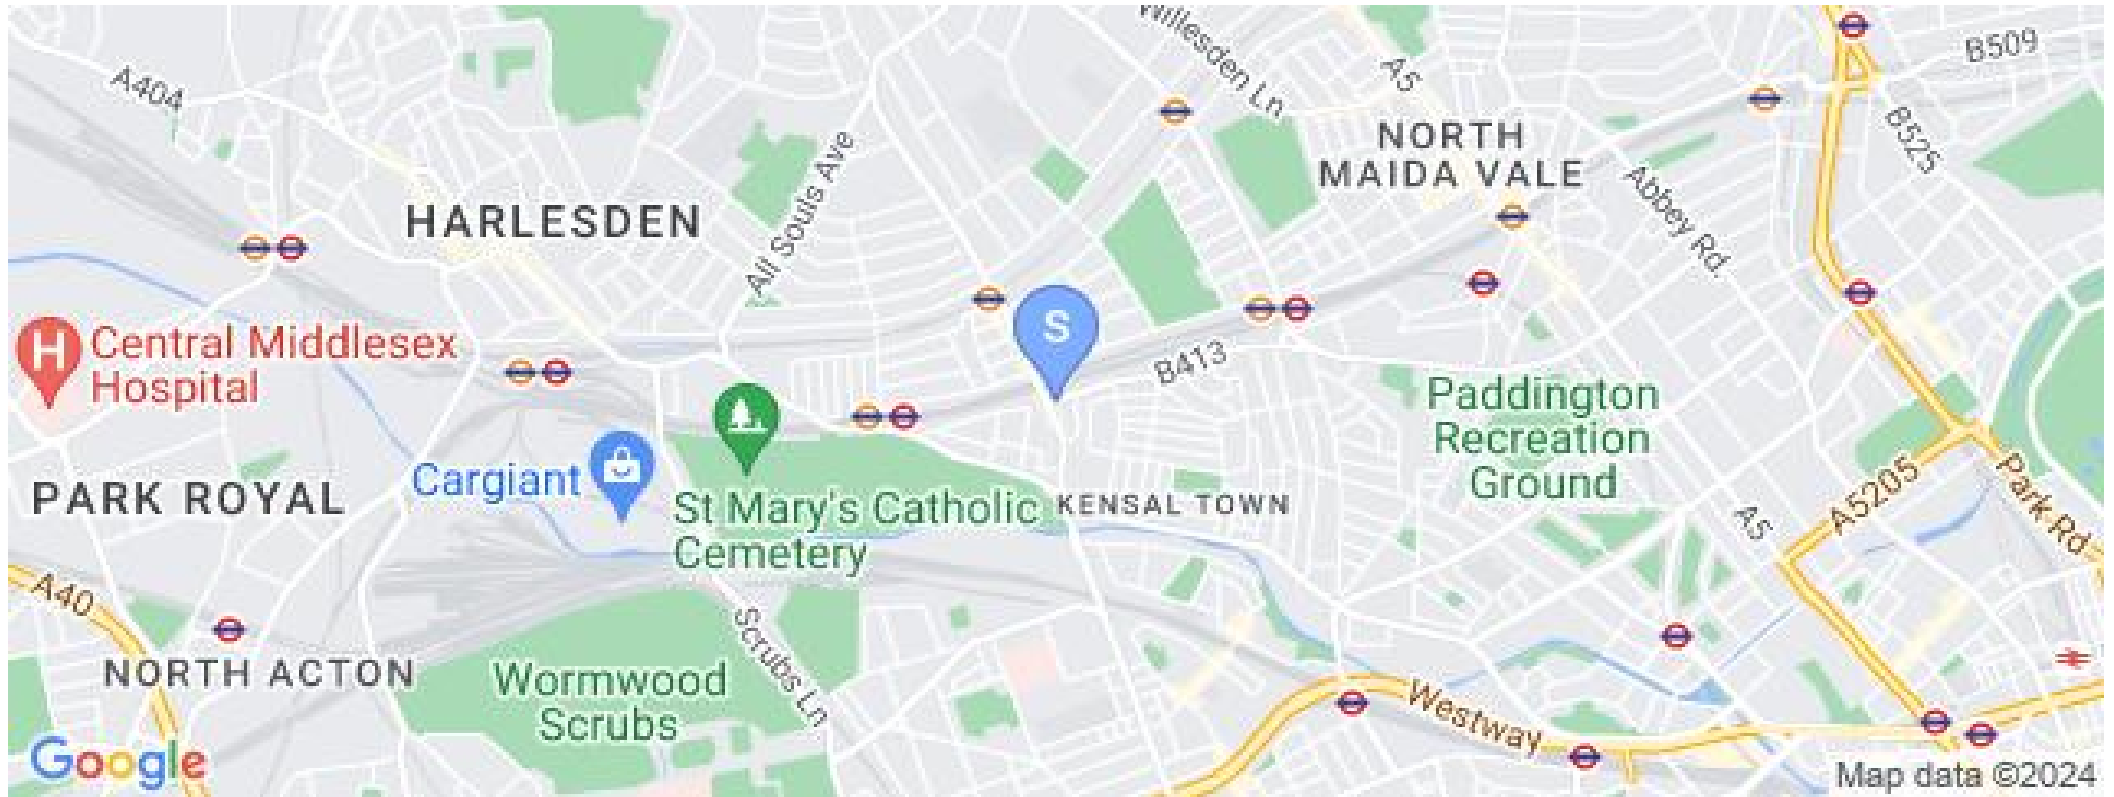 Willesden Ln
A5
B509
A404
B525
NORTH
MAIDA VALE
All Souls Ave
Abbey Rd
HARLESDEN
H
Central Middlesex
Hospital
S
B413
Paddington
Recreation
Ground
Cargiant
PARK ROYAL
St Mary's Catholic
Cemetery
KENSAL TOWN
A5
A5205
Park Rd
A40
Scrubs Ln
NORTH ACTON
Wormwood
Scrubs
Westway
Google
Map data ©2024